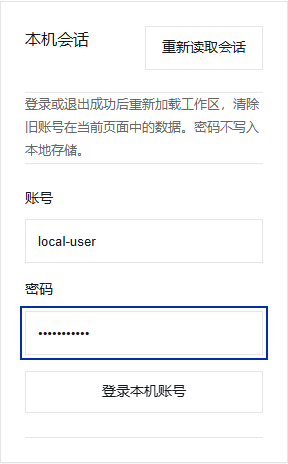 本机会话
重新读取会话
登录或退出成功后重新加载工作区，清除
旧账号在当前页面中的数据。密码不写入
本地存储。
账号
local-user
密码
•••••••••••
登录本机账号